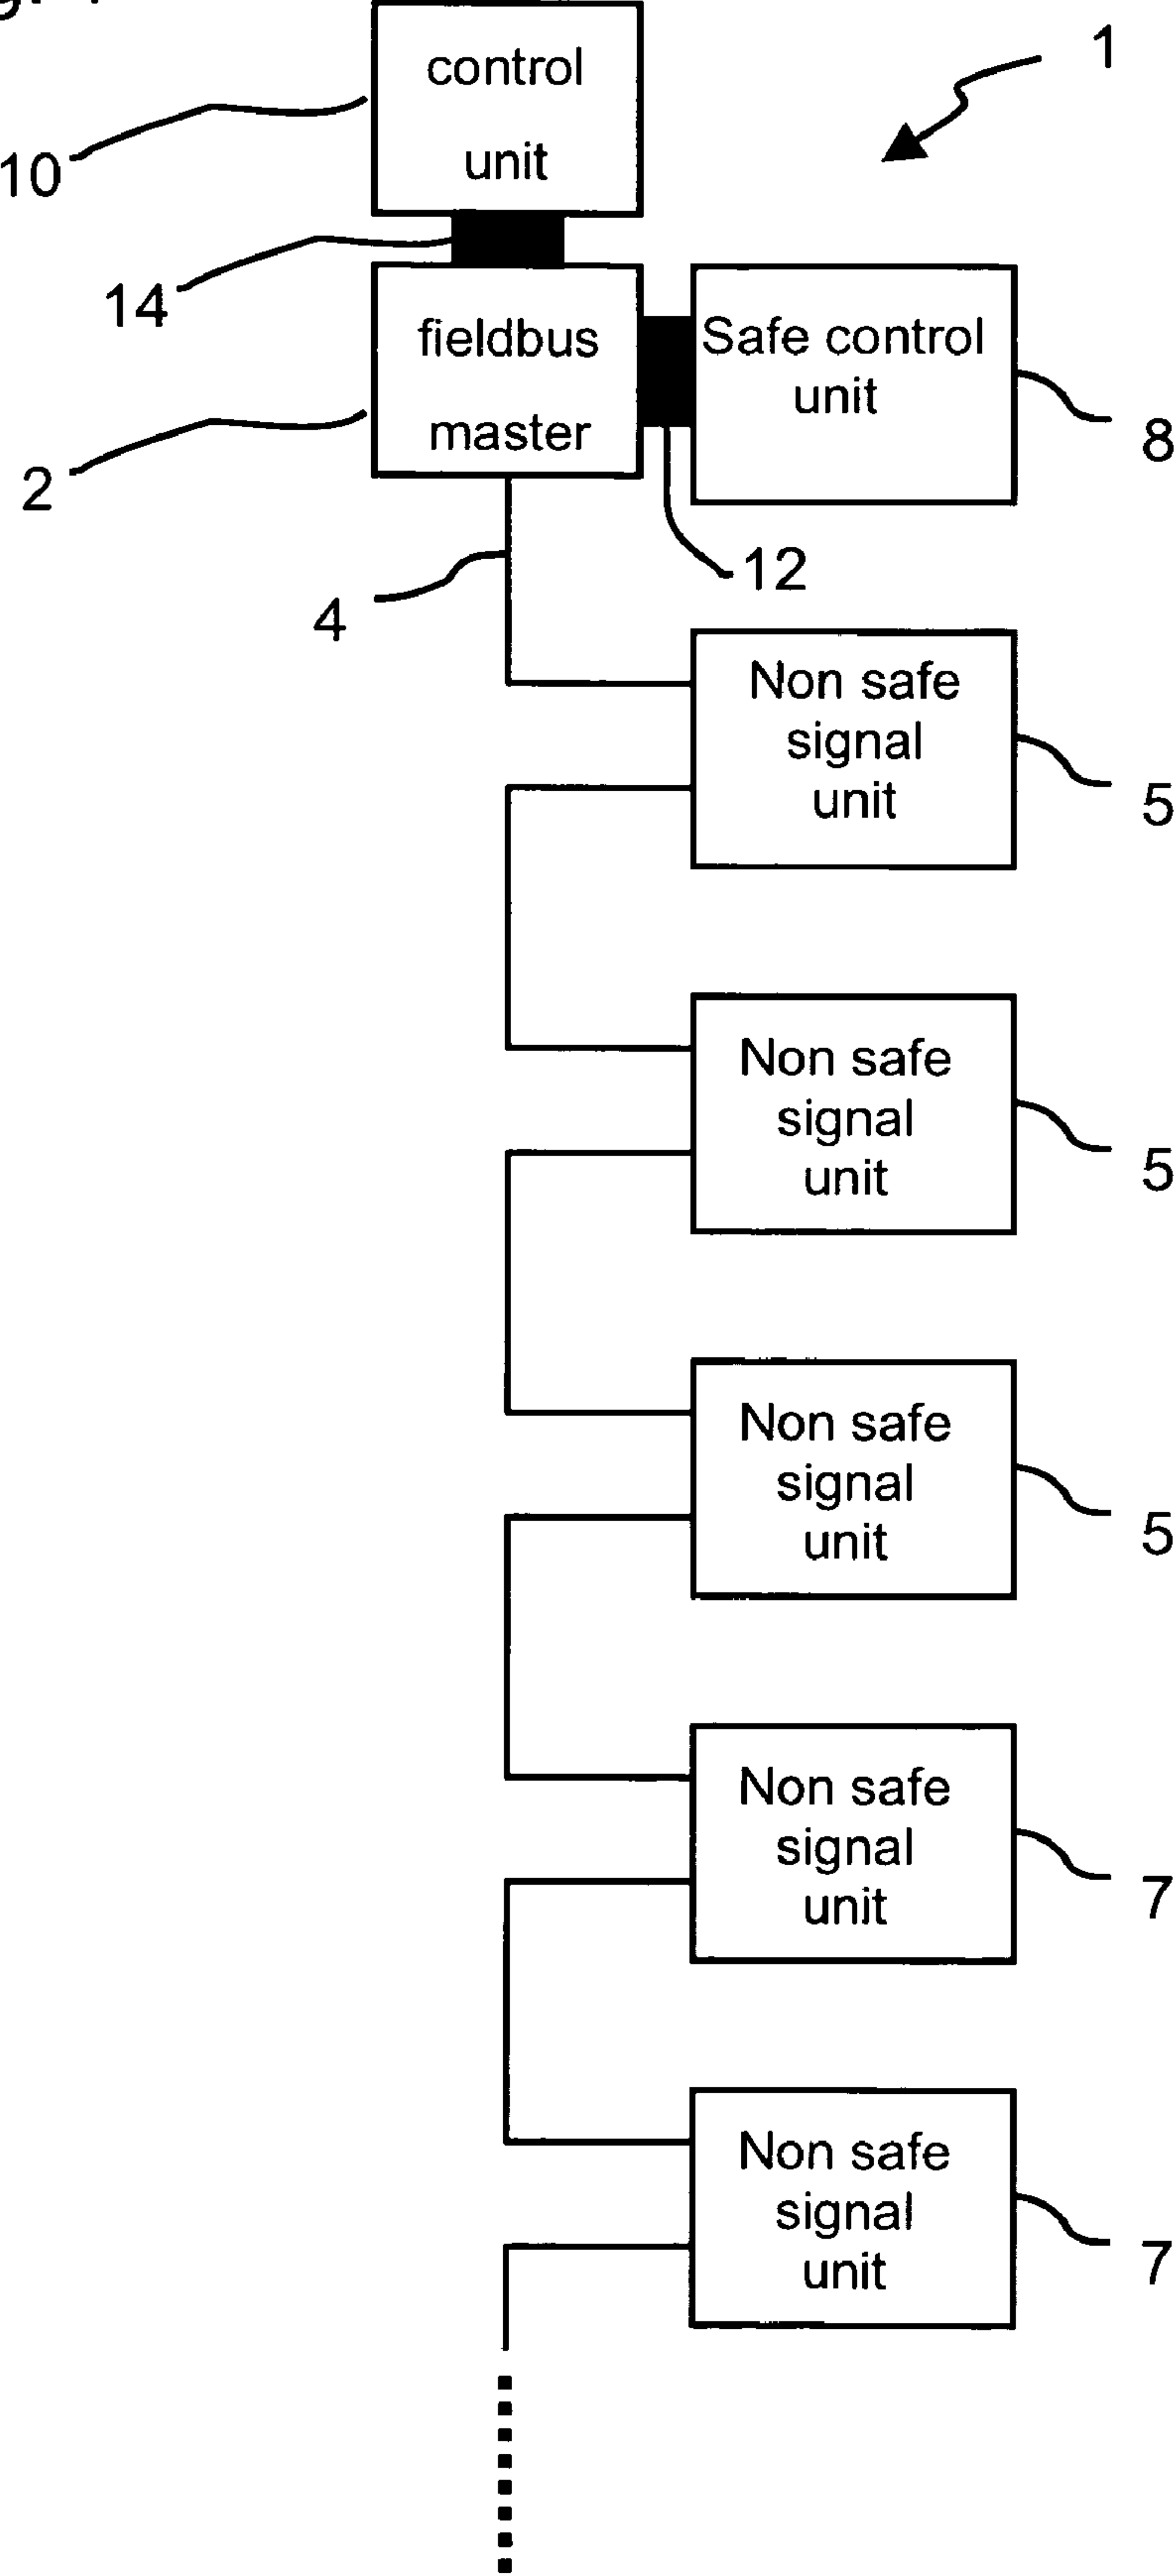 control
unit
1
10
14
fieldbus
master
Safe control
unit
2
8
12
4
Non safe
signal
unit
5
Non safe
signal
unit
5
Non safe
signal
unit
5
Non safe
signal
unit
7
Non safe
signal
unit
7